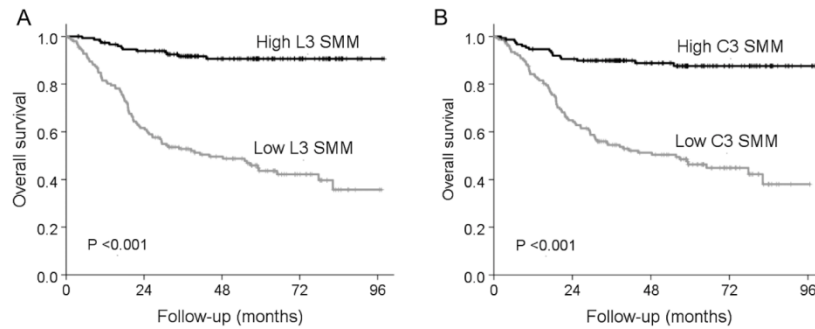 A
Overall survival
1.0
0.8
0.6
0.4
0.2
0.0
High L3 SMM
Low L3 SMM
P <0.001
0 24 48 72 96
Follow-up (months)
B
Overall survival
1.0
0.8
0.6
0.4
0.2
0.0
High C3 SMM
Low C3 SMM
P <0.001
0 24 48 72 96
Follow-up (months)